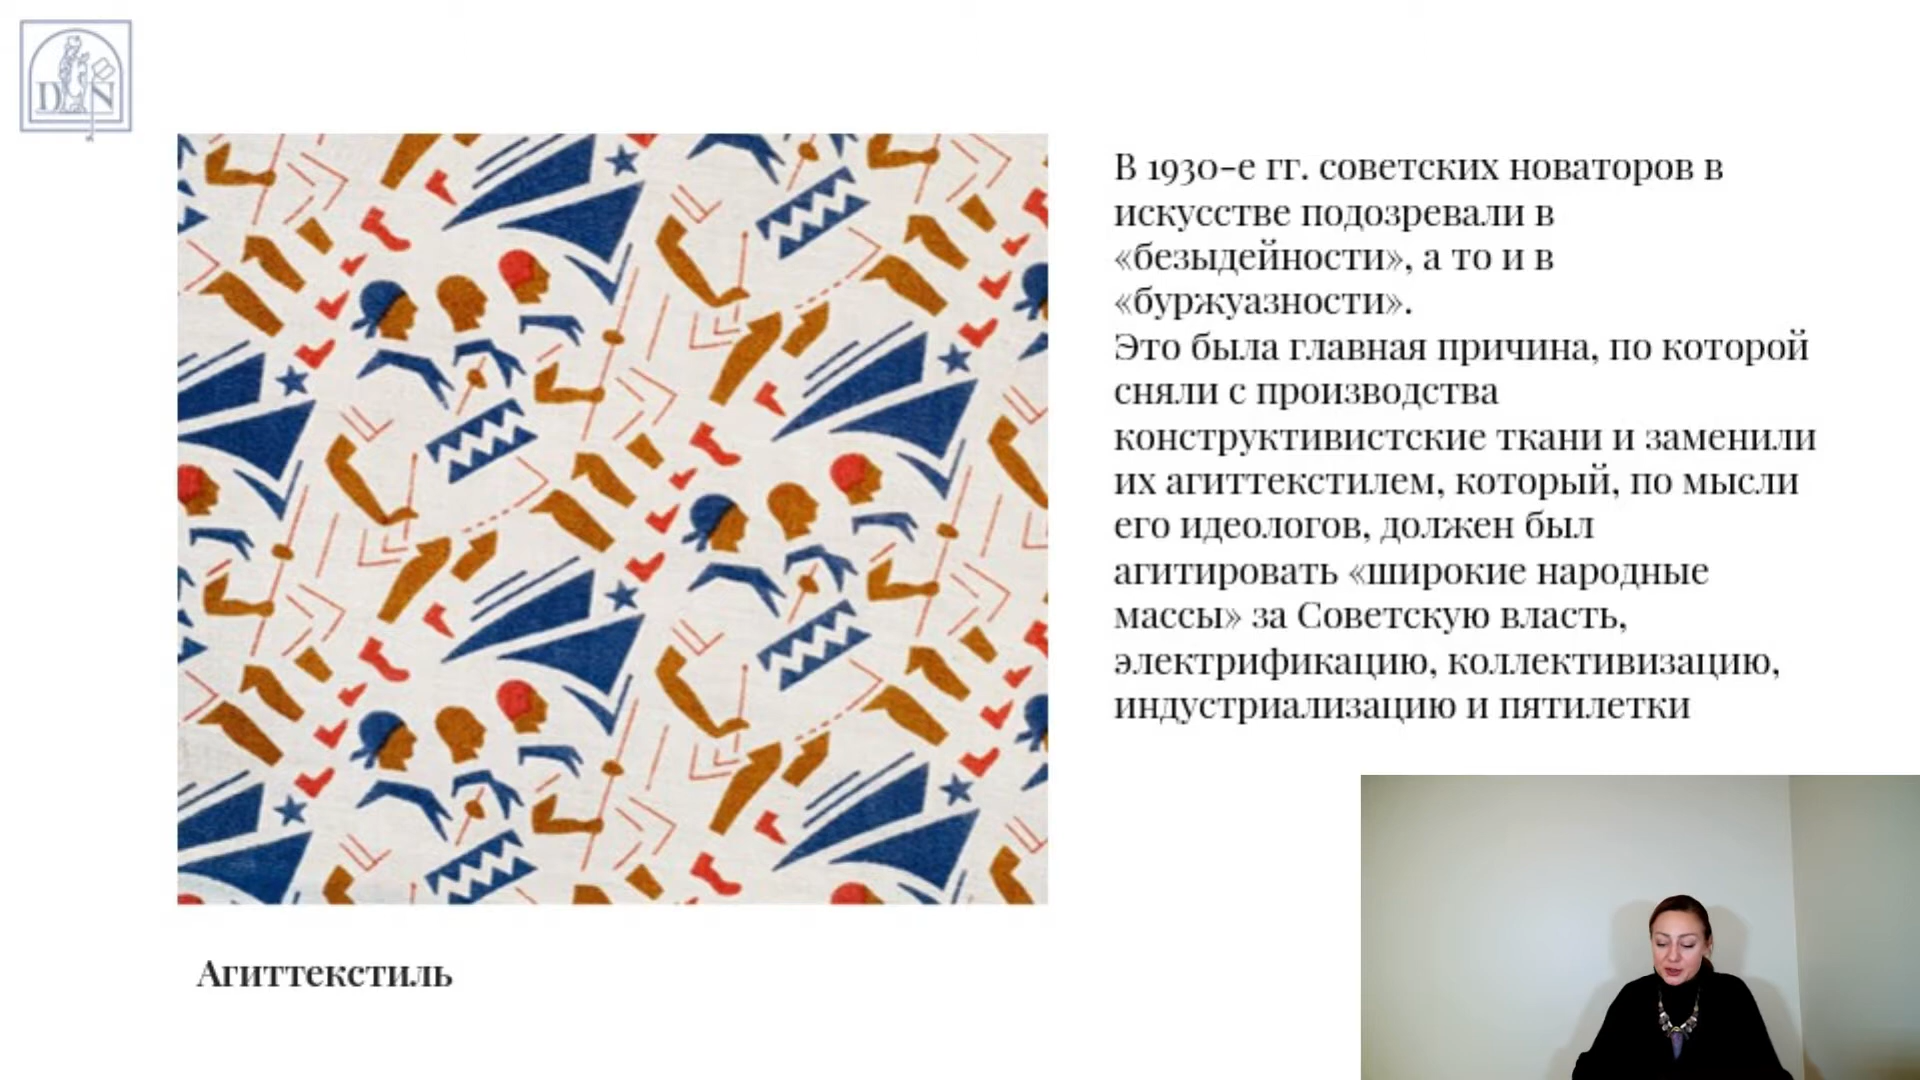 DN
В 1930-е гг. советских новаторов в
искусстве подозревали в
«безыдейности», а то и в
«буржуазности».
Это была главная причина, по которой
сняли с производства
конструктивистские ткани и заменили
их агиттекстилем, который, по мысли
его идеологов, должен был
агитировать «широкие народные
массы» за Советскую власть,
электрификацию, коллективизацию,
индустриализацию и пятилетки
Агиттекстиль